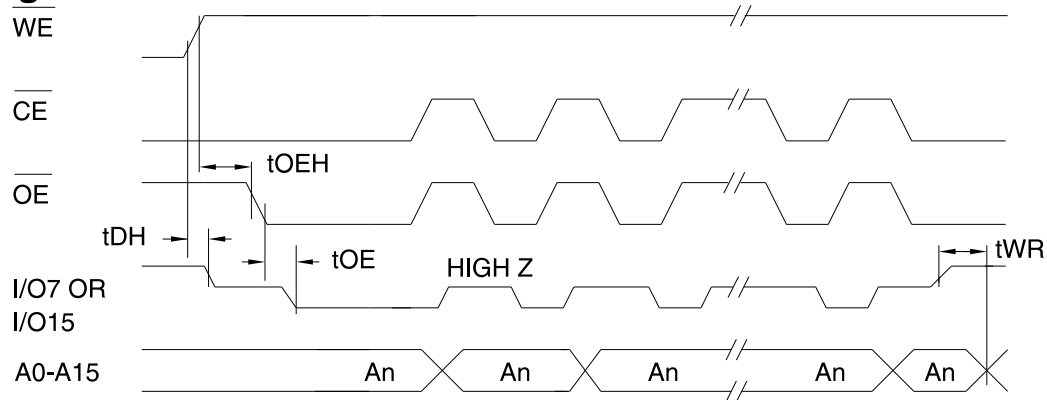 WE
CE
tOEH
OE
tDH
tOE
tWR
HIGH Z
I/O7 OR
I/O15
A0-A15 An An An An An